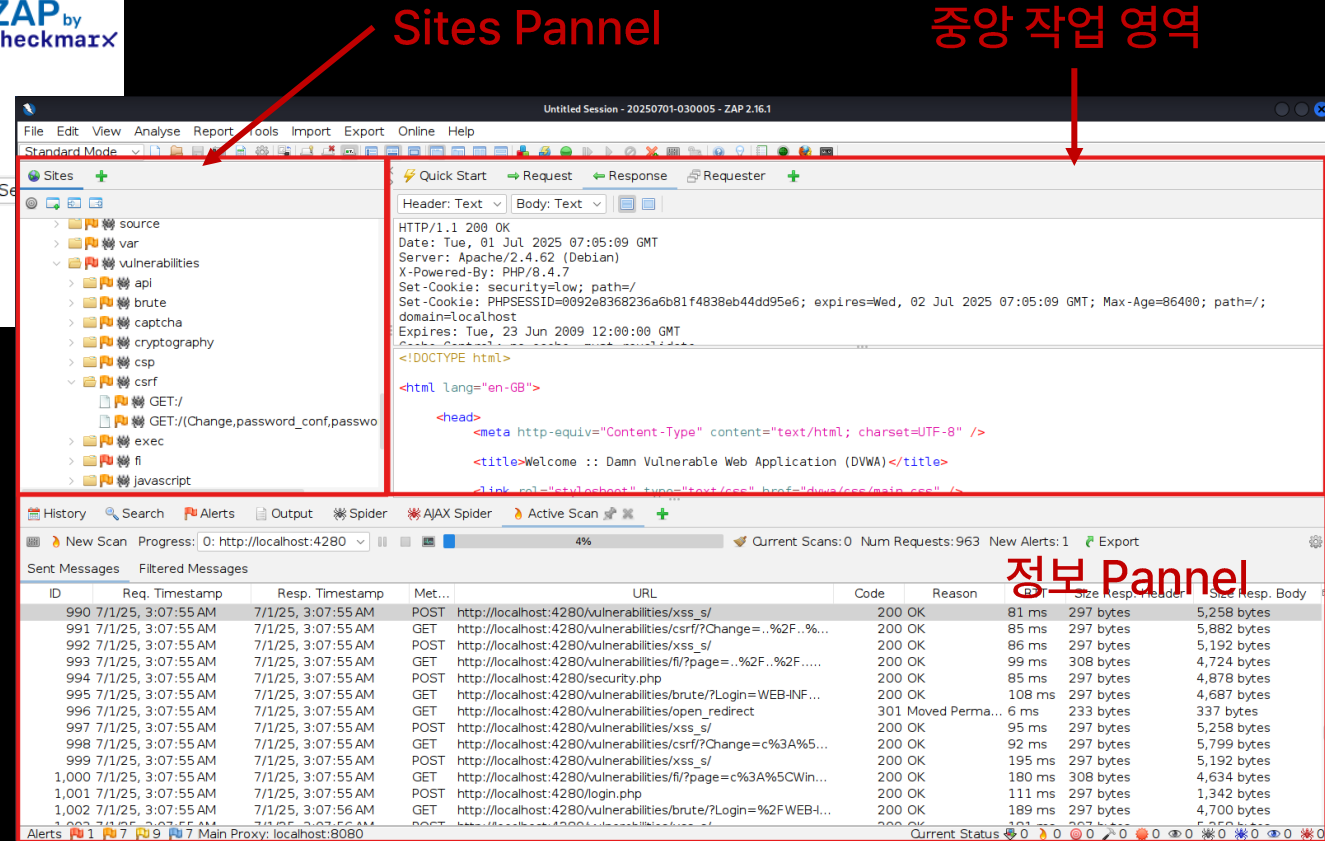 ZAP by
Checkmarx
Sites Pannel
중앙 작업 영역
Untitled Session - 20250701-030005 - ZAP 2.16.1
File Edit View Analyse Report Tools Import Export Online Help
Standard Mode
Sites
Quick Start Request Response Requester
Header: Text Body: Text
source
var
vulnerabilities
api
brute
captcha
cryptography
csp
csrf
GET:/
GET:/(Change,password_conf,passwo
exec
fi
javascript
HTTP/1.1 200 OK
Date: Tue, 01 Jul 2025 07:05:09 GMT
Server: Apache/2.4.62 (Debian)
X-Powered-By: PHP/8.4.7
Set-Cookie: security=low; path=/
Set-Cookie: PHPSESSID=0092e8368236a6b81f4838eb44dd95e6; expires=Wed, 02 Jul 2025 07:05:09 GMT; Max-Age=86400; path=/;
domain=localhost
Expires: Tue, 23 Jun 2009 12:00:00 GMT
Cache-Control: no-cache, must-revalidate
<!DOCTYPE html>
<html lang="en-GB">
<head>
<meta http-equiv="Content-Type" content="text/html; charset=UTF-8" />
<title>Welcome :: Damn Vulnerable Web Application (DVWA)</title>
<link rel="stylesheet" type="text/css" href="dvwa/css/main.css" />
History Search Alerts Output Spider AJAX Spider Active Scan
New Scan Progress: 0: http://localhost:4280 4% Current Scans: 0 Num Requests: 963 New Alerts: 1 Export
Sent Messages Filtered Messages
정보 Pannel
ID Req. Timestamp Resp. Timestamp Met... URL Code Reason RTT Size Resp. Header Size Resp. Body
990 7/1/25, 3:07:55 AM 7/1/25, 3:07:55 AM POST http://localhost:4280/vulnerabilities/xss_s/ 200 OK 81 ms 297 bytes 5,258 bytes
991 7/1/25, 3:07:55 AM 7/1/25, 3:07:55 AM GET http://localhost:4280/vulnerabilities/csrf/?Change=..%2F..%... 200 OK 85 ms 297 bytes 5,882 bytes
992 7/1/25, 3:07:55 AM 7/1/25, 3:07:55 AM POST http://localhost:4280/vulnerabilities/xss_s/ 200 OK 86 ms 297 bytes 5,192 bytes
993 7/1/25, 3:07:55 AM 7/1/25, 3:07:55 AM GET http://localhost:4280/vulnerabilities/fi/?page=..%2F..%2F..... 200 OK 99 ms 308 bytes 4,724 bytes
994 7/1/25, 3:07:55 AM 7/1/25, 3:07:55 AM POST http://localhost:4280/security.php 200 OK 85 ms 297 bytes 4,878 bytes
995 7/1/25, 3:07:55 AM 7/1/25, 3:07:55 AM GET http://localhost:4280/vulnerabilities/brute/?Login=WEB-INF... 200 OK 108 ms 297 bytes 4,687 bytes
996 7/1/25, 3:07:55 AM 7/1/25, 3:07:55 AM GET http://localhost:4280/vulnerabilities/open_redirect 301 Moved Perma... 6 ms 233 bytes 337 bytes
997 7/1/25, 3:07:55 AM 7/1/25, 3:07:55 AM POST http://localhost:4280/vulnerabilities/xss_s/ 200 OK 95 ms 297 bytes 5,258 bytes
998 7/1/25, 3:07:55 AM 7/1/25, 3:07:55 AM GET http://localhost:4280/vulnerabilities/csrf/?Change=c%3A%5... 200 OK 92 ms 297 bytes 5,799 bytes
999 7/1/25, 3:07:55 AM 7/1/25, 3:07:55 AM POST http://localhost:4280/vulnerabilities/xss_s/ 200 OK 195 ms 297 bytes 5,192 bytes
1,000 7/1/25, 3:07:55 AM 7/1/25, 3:07:55 AM GET http://localhost:4280/vulnerabilities/fi/?page=c%3A%5CWin... 200 OK 180 ms 308 bytes 4,634 bytes
1,001 7/1/25, 3:07:55 AM 7/1/25, 3:07:55 AM POST http://localhost:4280/login.php 200 OK 111 ms 297 bytes 1,342 bytes
1,002 7/1/25, 3:07:55 AM 7/1/25, 3:07:56 AM GET http://localhost:4280/vulnerabilities/brute/?Login=%2FWEB-I... 200 OK 189 ms 297 bytes 4,700 bytes
Alerts 1 7 9 7 Main Proxy: localhost:8080 Current Status 0 0 0 0 0 0 0 0 0 0